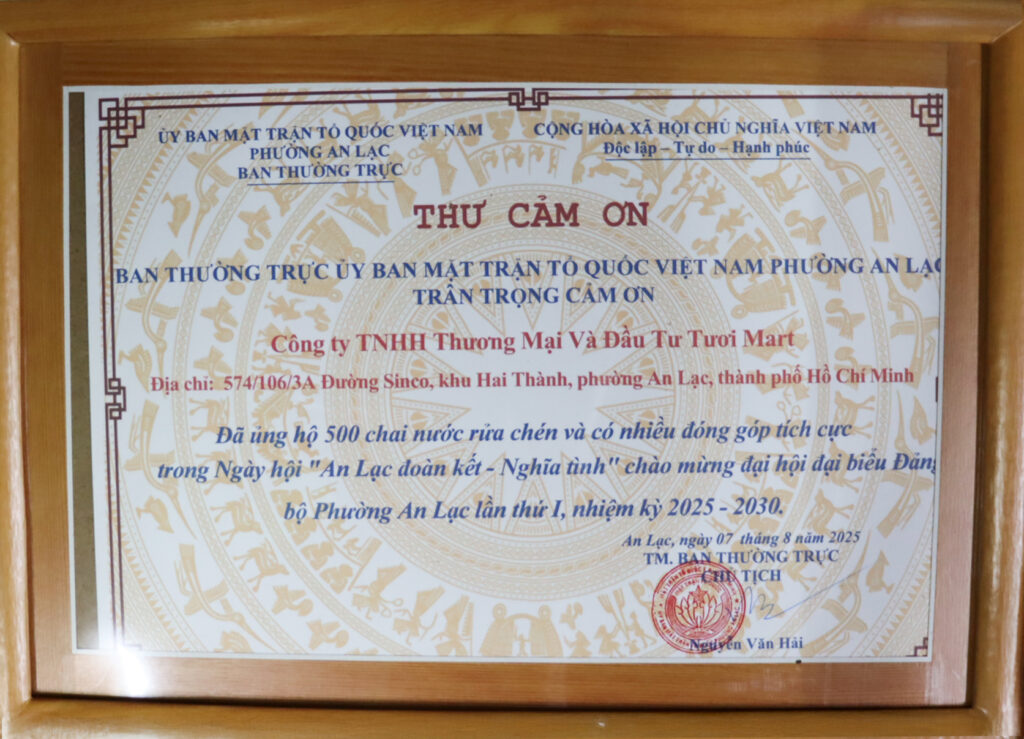 ỦY BAN MẶT TRẬN TỔ QUỐC VIỆT NAM
PHƯỜNG AN LẠC
BAN THƯỜNG TRỰC
CỘNG HÒA XÃ HỘI CHỦ NGHĨA VIỆT NAM
Độc lập – Tự do – Hạnh phúc
THƯ CẢM ƠN
BAN THƯỜNG TRỰC ỦY BAN MẶT TRẬN TỔ QUỐC VIỆT NAM PHƯỜNG AN LẠC
TRÂN TRỌNG CẢM ƠN
Công ty TNHH Thương Mại Và Đầu Tư Tươi Mart
Địa chỉ: 574/106/3A Đường Sinco, khu Hai Thành, phường An Lạc, thành phố Hồ Chí Minh
Đã ủng hộ 500 chai nước rửa chén và có nhiều đóng góp tích cực
trong Ngày hội "An Lạc đoàn kết - Nghĩa tình" chào mừng đại hội đại biểu Đảng
bộ Phường An Lạc lần thứ I, nhiệm kỳ 2025 - 2030.
An Lạc, ngày 07 tháng 8 năm 2025
TM. BAN THƯỜNG TRỰC
CHỦ TỊCH
Nguyễn Văn Hải